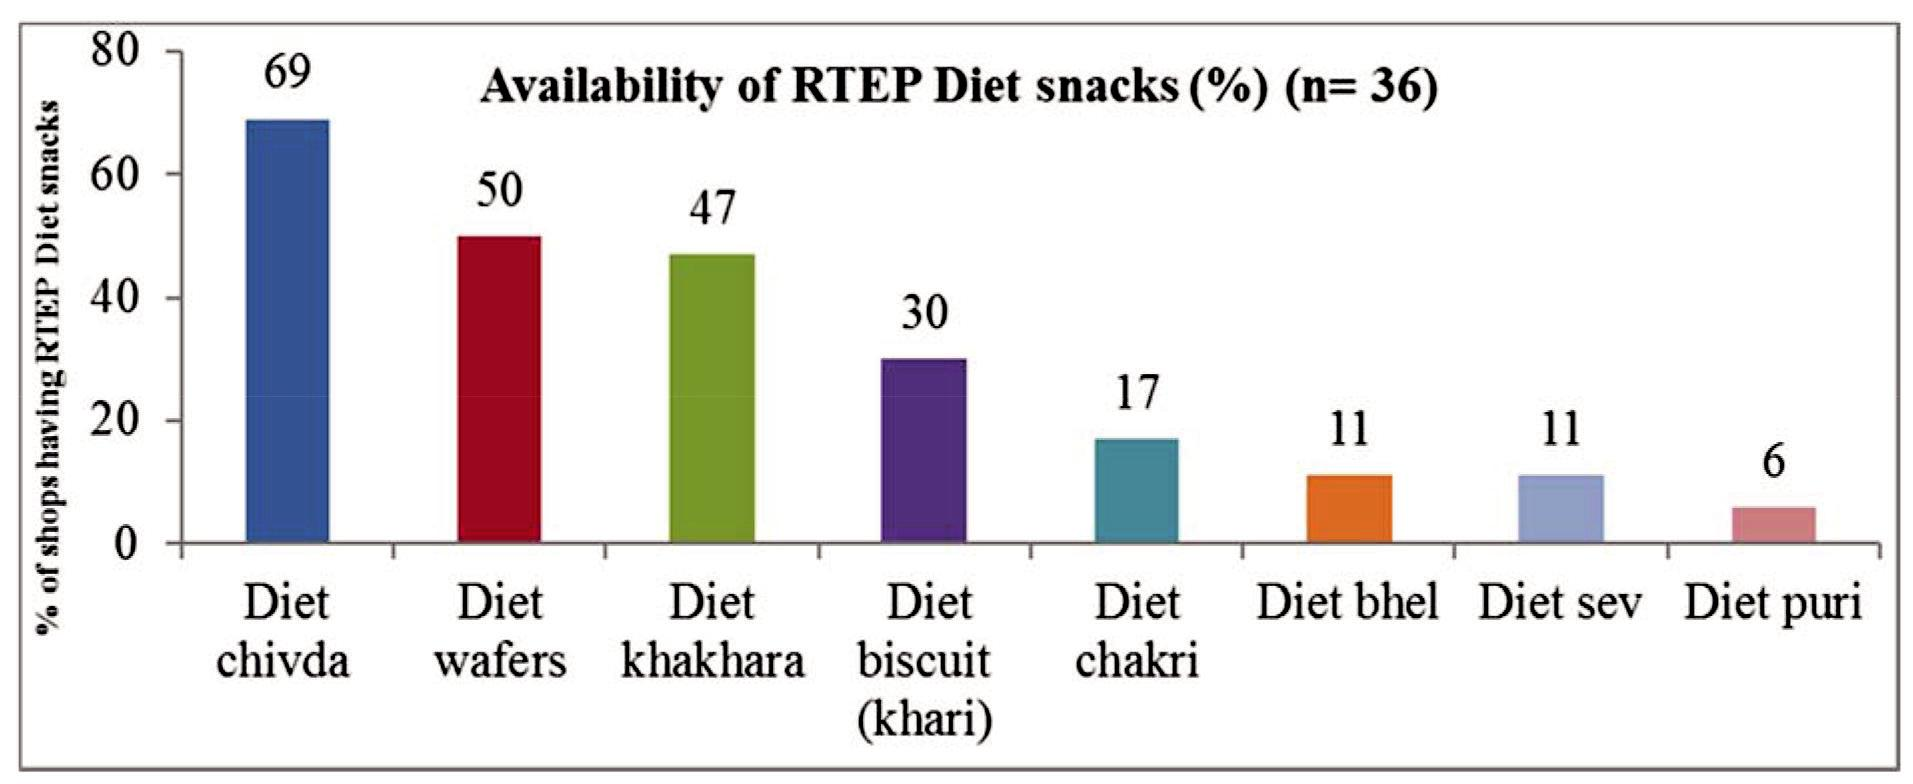 Availability of RTEP Diet snacks (%) (n= 36)
% of shops having RTEP Diet snacks
80
60
40
20
0
69
50
47
30
17
11
11
6
Diet
chivda
Diet
wafers
Diet
khakhara
Diet
biscuit
(khari)
Diet
chakri
Diet bhel
Diet sev
Diet puri